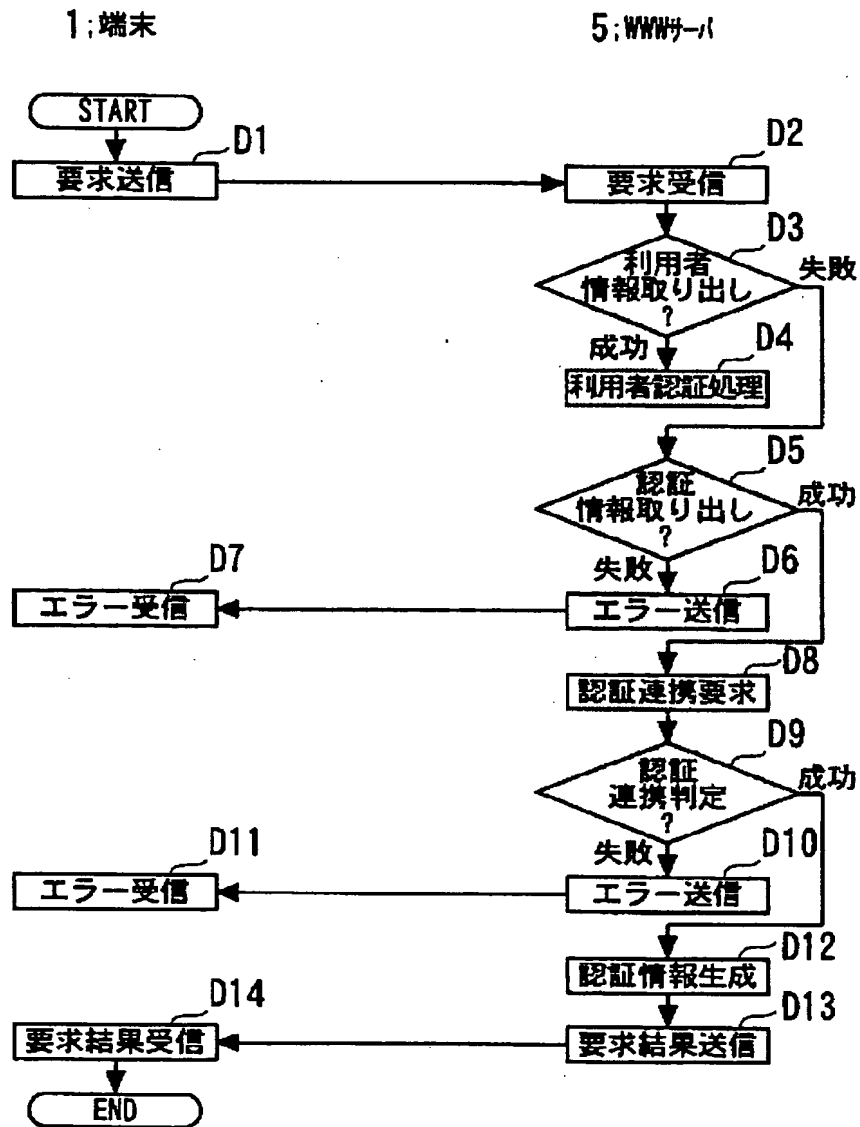 1;端末
5;WWWサーバ
START
D1
要求送信
D2
要求受信
D3
利用者
情報取り出し
?
失敗
成功
D4
利用者認証処理
D5
認証
情報取り出し
?
成功
失敗
D6
エラー送信
D7
エラー受信
D8
認証連携要求
D9
認証
連携判定
?
成功
失敗
D10
エラー送信
D11
エラー受信
D12
認証情報生成
D13
要求結果送信
D14
要求結果受信
END